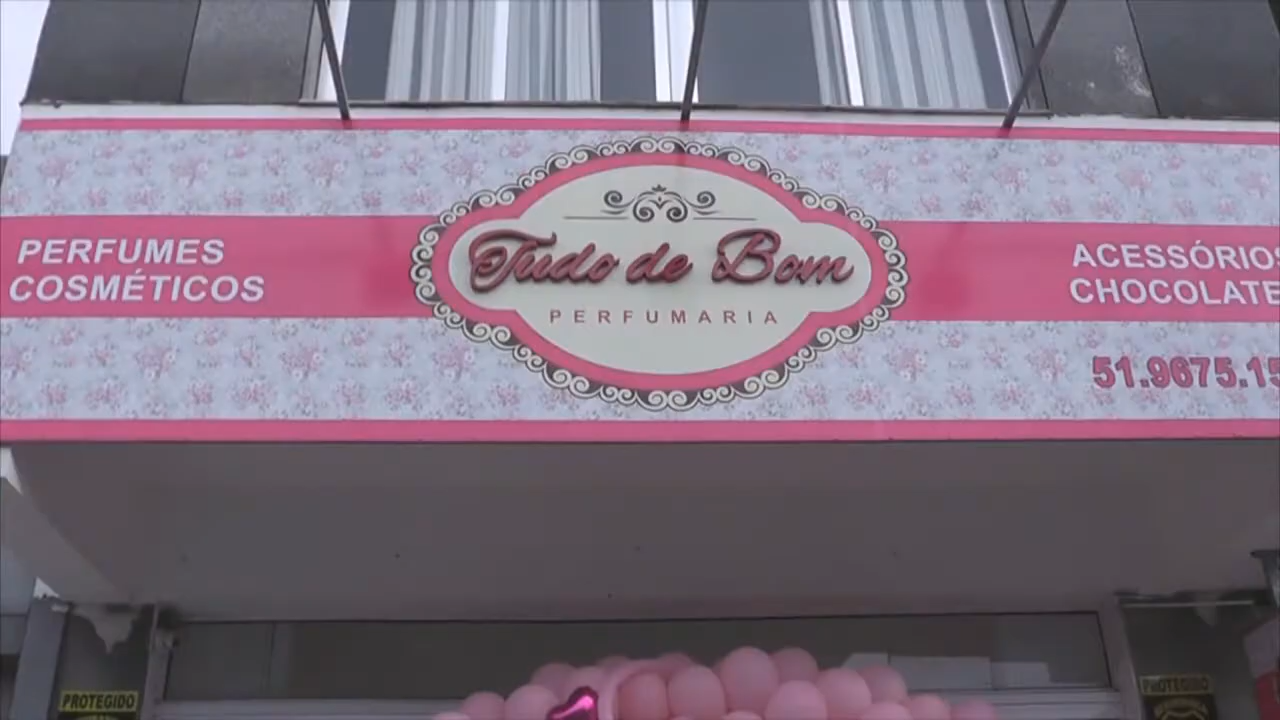 PERFUMES
COSMÉTICOS
Tudo de Bom
PERFUMARIA
ACESSÓRIOS
CHOCOLATE
51.9675.15
PROTEGIDO
PROTEGIDO